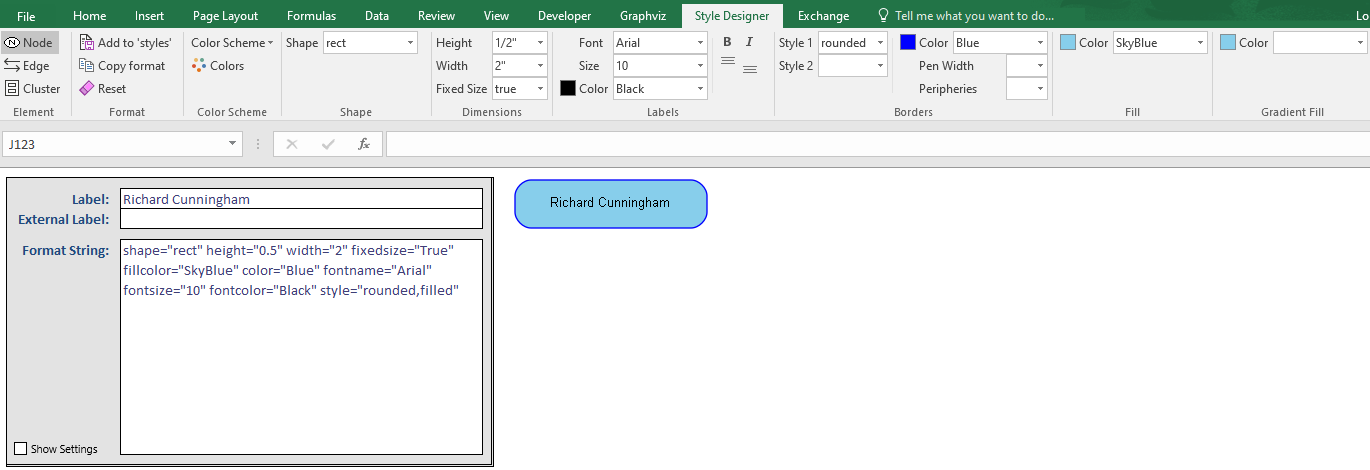 File Home Insert Page Layout Formulas Data Review View Developer Graphviz Style Designer Exchange Tell me what you want to do... Lo
Node Add to 'styles' Color Scheme Shape rect Height 1/2" Font Arial B I Style 1 rounded Color Blue Color SkyBlue Color
Edge Copy format Colors Width 2" Size 10 Style 2 Pen Width
Cluster Reset Fixed Size true Color Black Peripheries
Element Format Color Scheme Shape Dimensions Labels Borders Fill Gradient Fill
J123 fx
Label: Richard Cunningham
External Label:
Format String: shape="rect" height="0.5" width="2" fixedsize="True"
fillcolor="SkyBlue" color="Blue" fontname="Arial"
fontsize="10" fontcolor="Black" style="rounded,filled"
Show Settings
Richard Cunningham